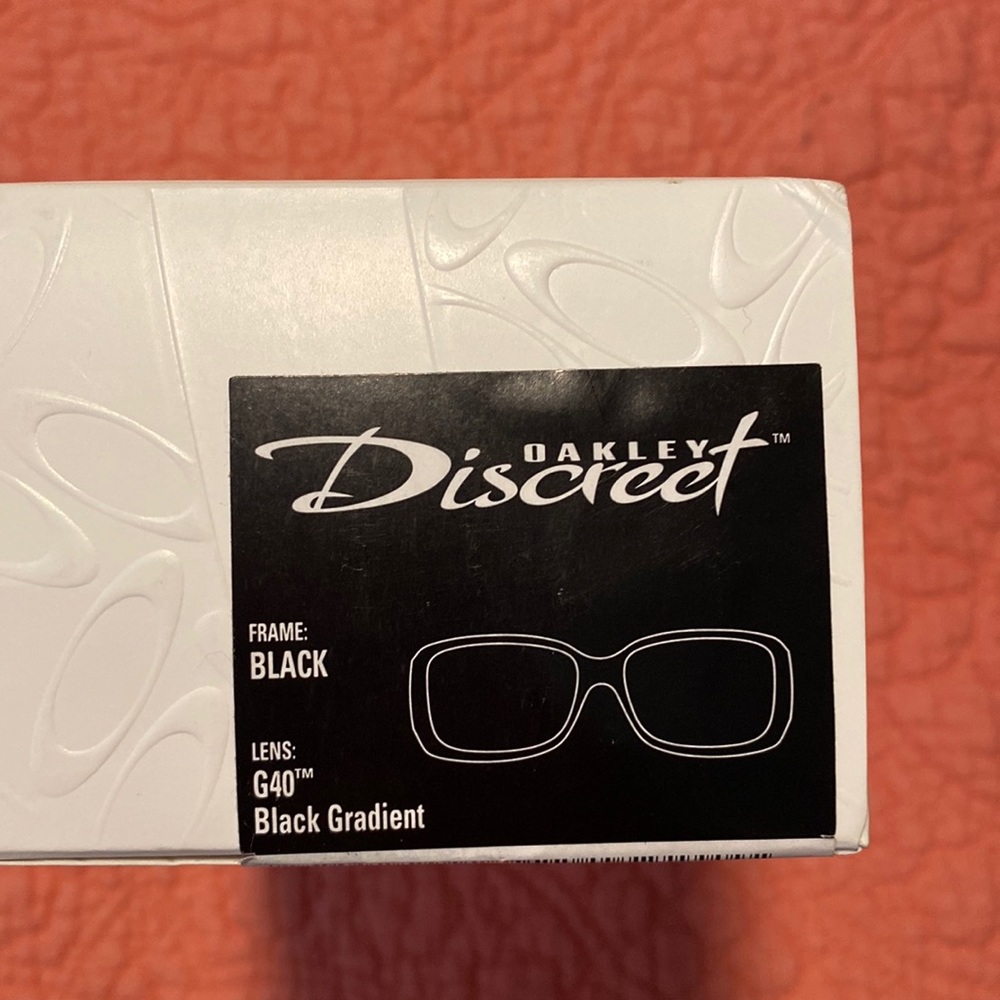 OAKLEY
Discreet™
FRAME:
BLACK
LENS:
G40™
Black Gradient